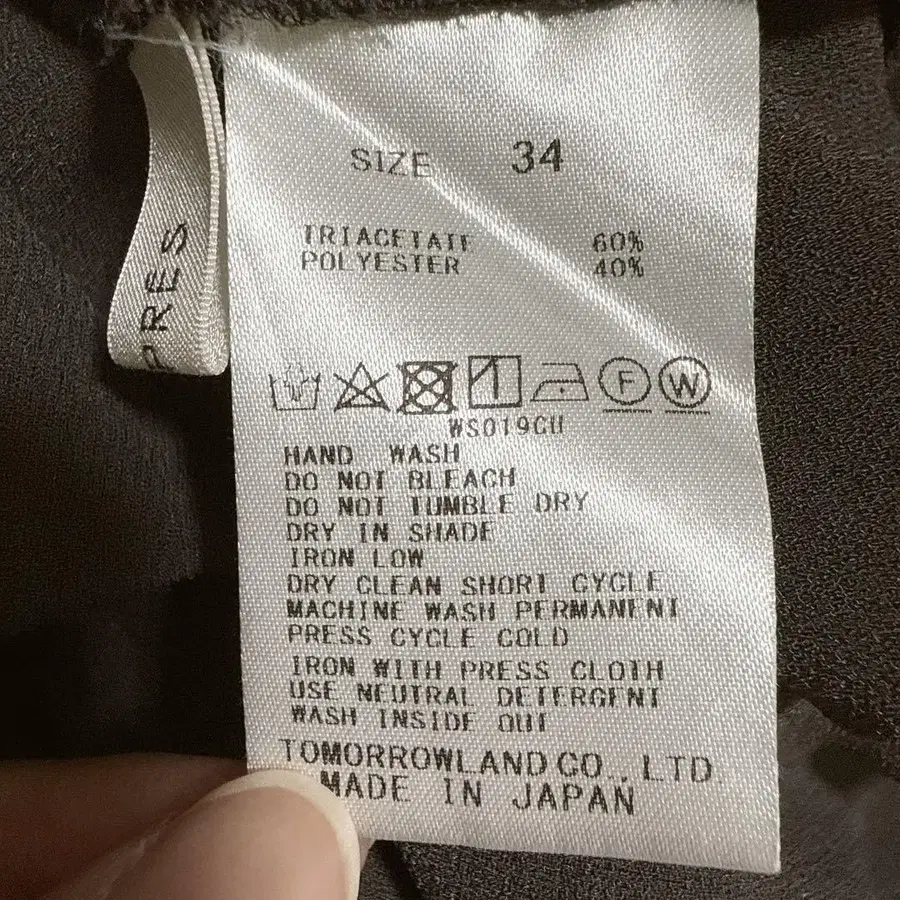 PRES
SIZE 34
TRIACETATE 60%
POLYESTER 40%
F W
WS019CU
HAND WASH
DO NOT BLEACH
DO NOT TUMBLE DRY
DRY IN SHADE
IRON LOW
DRY CLEAN SHORT CYCLE
MACHINE WASH PERMANENT
PRESS CYCLE COLD
IRON WITH PRESS CLOTH
USE NEUTRAL DETERGENT
WASH INSIDE OUT
TOMORROWLAND CO., LTD.
MADE IN JAPAN